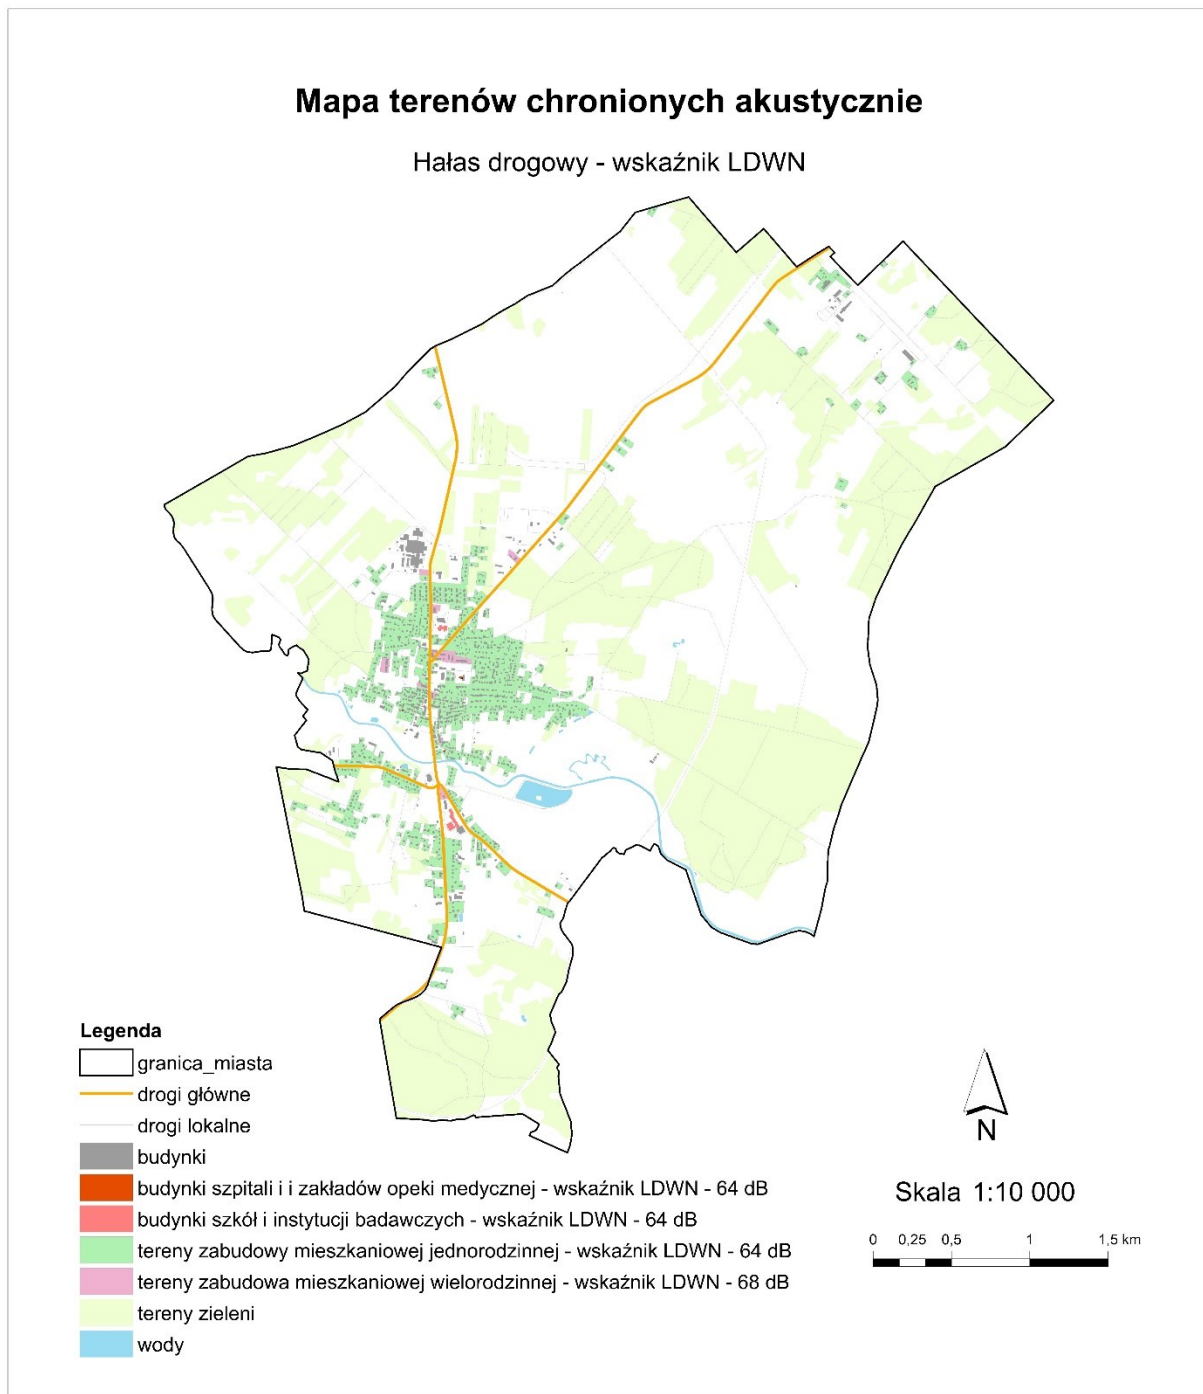 Mapa terenów chronionych akustycznie
Hałas drogowy - wskaźnik LDWN
Legenda
granica_miasta
drogi główne
drogi lokalne
budynki
budynki szpitali i i zakładów opieki medycznej - wskaźnik LDWN - 64 dB
budynki szkół i instytucji badawczych - wskaźnik LDWN - 64 dB
tereny zabudowy mieszkaniowej jednorodzinnej - wskaźnik LDWN - 64 dB
tereny zabudowa mieszkaniowej wielorodzinnej - wskaźnik LDWN - 68 dB
tereny zieleni
wody
N
Skala 1:10 000
0 0,25 0,5 1 1,5 km